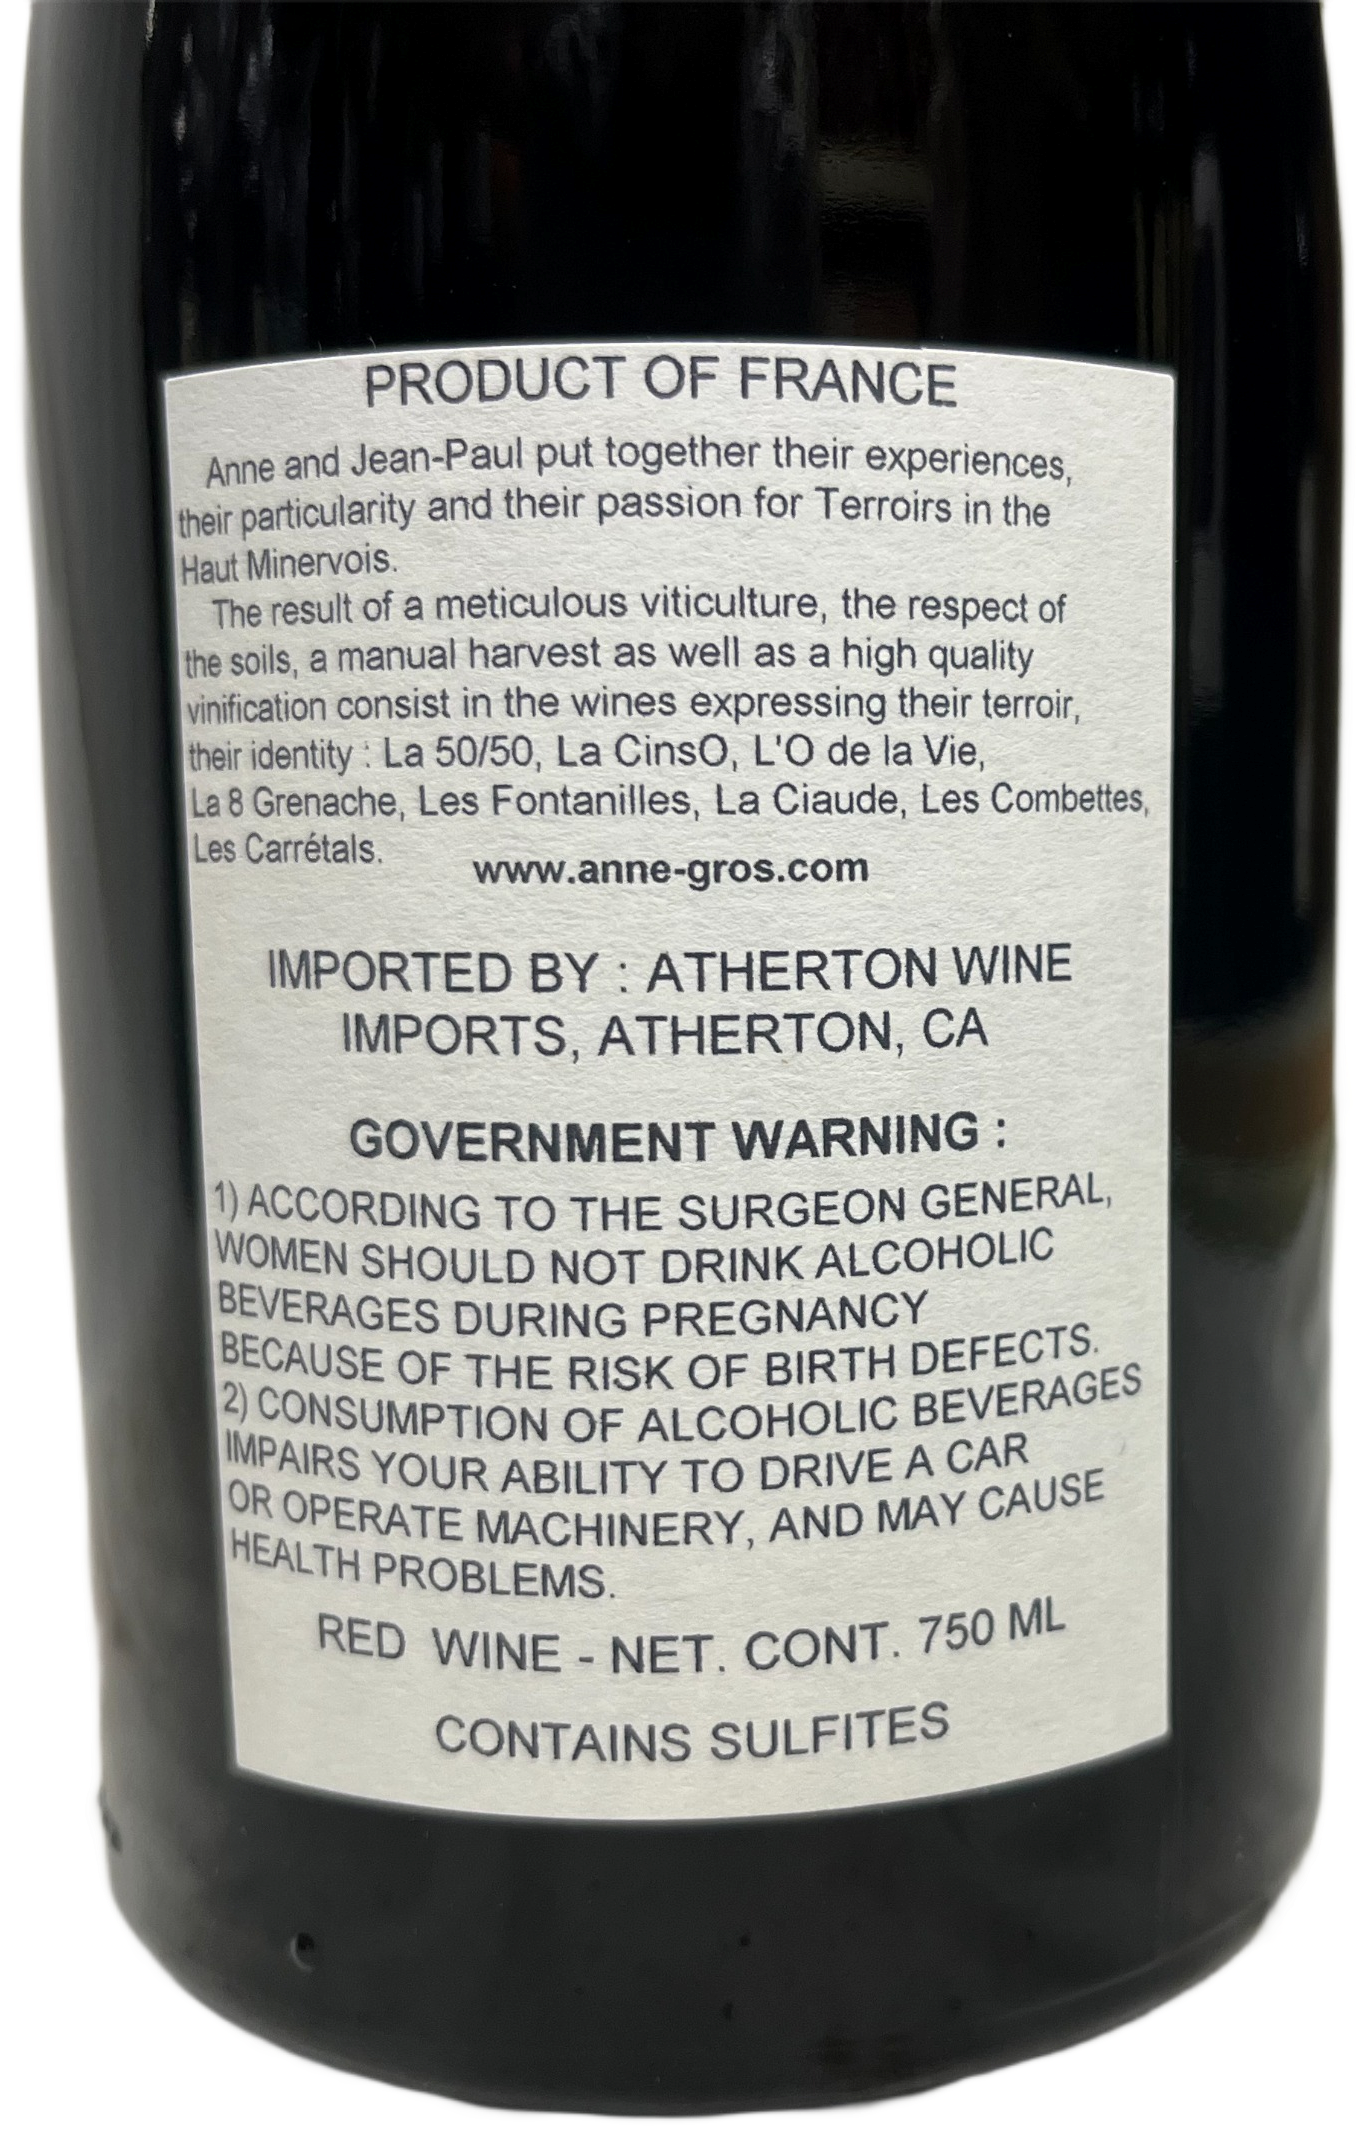 PRODUCT OF FRANCE
Anne and Jean-Paul put together their experiences,
their particularity and their passion for Terroirs in the
Haut Minervois.
The result of a meticulous viticulture, the respect of
the soils, a manual harvest as well as a high quality
vinification consist in the wines expressing their terroir,
their identity : La 50/50, La CinsO, L'O de la Vie,
La 8 Grenache, Les Fontanilles, La Ciaude, Les Combettes,
Les Carrétals.
www.anne-gros.com
IMPORTED BY : ATHERTON WINE
IMPORTS, ATHERTON, CA
GOVERNMENT WARNING :
1) ACCORDING TO THE SURGEON GENERAL,
WOMEN SHOULD NOT DRINK ALCOHOLIC
BEVERAGES DURING PREGNANCY
BECAUSE OF THE RISK OF BIRTH DEFECTS.
2) CONSUMPTION OF ALCOHOLIC BEVERAGES
IMPAIRS YOUR ABILITY TO DRIVE A CAR
OR OPERATE MACHINERY, AND MAY CAUSE
HEALTH PROBLEMS.
RED WINE - NET. CONT. 750 ML
CONTAINS SULFITES